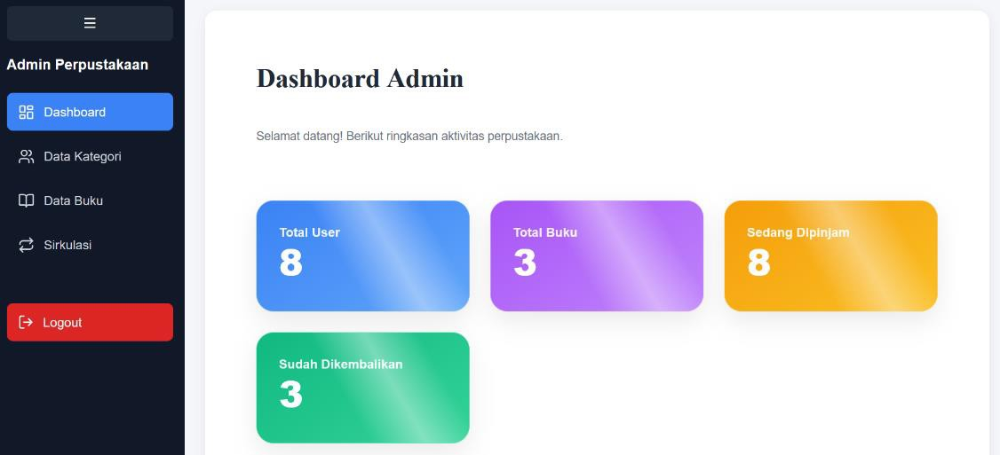 Admin Perpustakaan
Dashboard
Data Kategori
Data Buku
Sirkulasi
Logout
Dashboard Admin
Selamat datang! Berikut ringkasan aktivitas perpustakaan.
Total User
8
Total Buku
3
Sedang Dipinjam
8
Sudah Dikembalikan
3